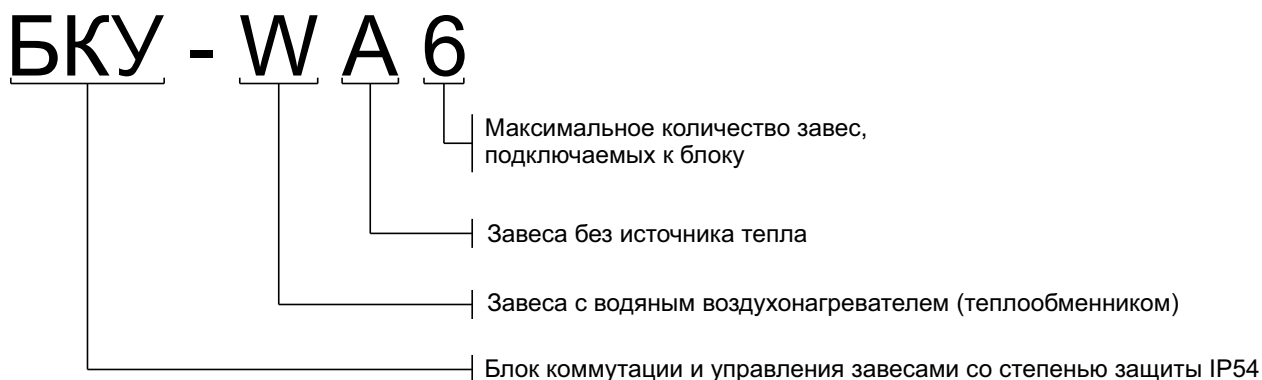 БКУ - W A 6
Максимальное количество завес,
подключаемых к блоку
Завеса без источника тепла
Завеса с водяным воздухонагревателем (теплообменником)
Блок коммутации и управления завесами со степенью защиты IP54